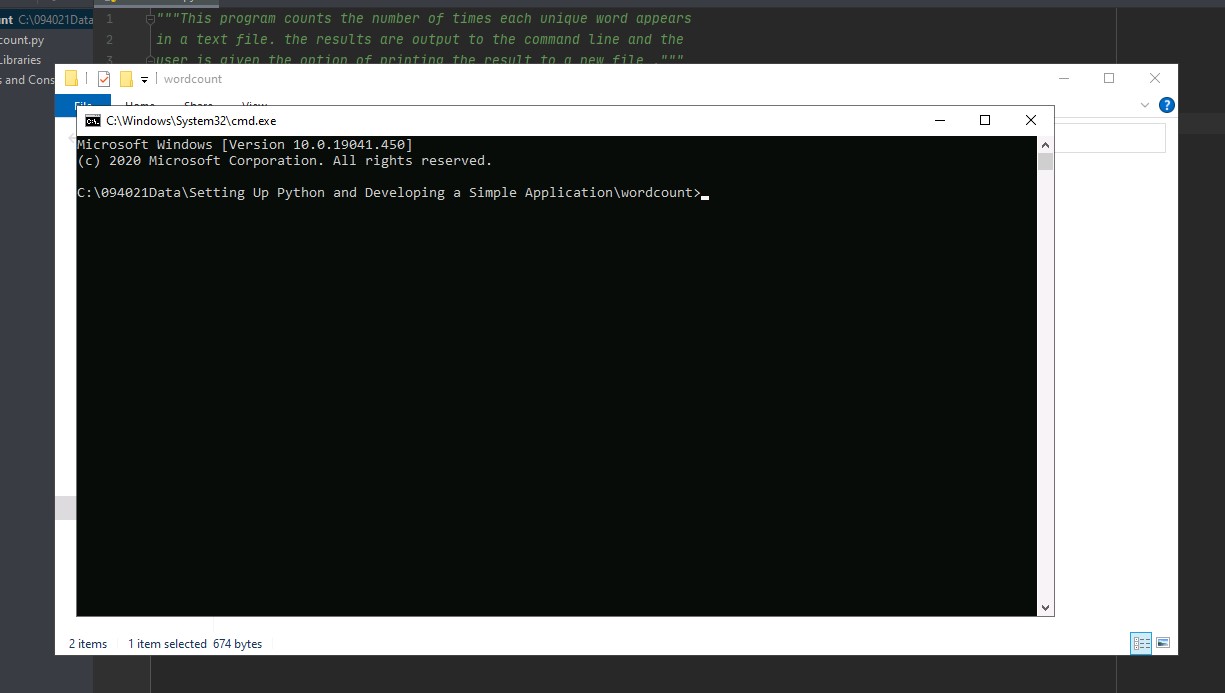 nt C:\094021Data
count.py
Libraries
s and Cons
1 """This program counts the number of times each unique word appears
2 in a text file. the results are output to the command line and the
3 user is given the option of printing the result to a new file ."""
wordcount
File Home Share View
C:\Windows\System32\cmd.exe
Microsoft Windows [Version 10.0.19041.450]
(c) 2020 Microsoft Corporation. All rights reserved.
C:\094021Data\Setting Up Python and Developing a Simple Application\wordcount>
2 items 1 item selected 674 bytes